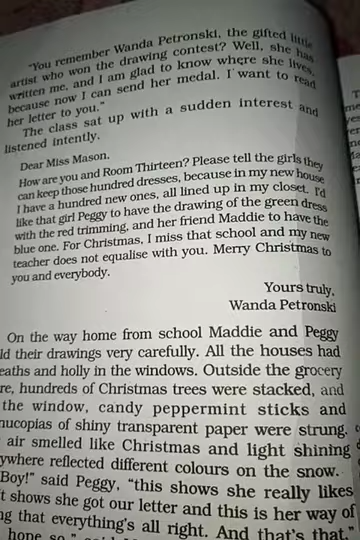 "You remember Wanda Petronski, the gifted little
artist who won the drawing contest? Well, she has
written me, and I am glad to know where she lives,
because now I can send her medal. I want to read
her letter to you."
The class sat up with a sudden interest and
listened intently.
Dear Miss Mason,
How are you and Room Thirteen? Please tell the girls they
can keep those hundred dresses, because in my new house
I have a hundred new ones, all lined up in my closet. I'd
like that girl Peggy to have the drawing of the green dress
with the red trimming, and her friend Maddie to have the
blue one. For Christmas, I miss that school and my new
teacher does not equalise with you. Merry Christmas to
you and everybody.
Yours truly,
Wanda Petronski
On the way home from school Maddie and Peggy
ld their drawings very carefully. All the houses had
eaths and holly in the windows. Outside the grocery
re, hundreds of Christmas trees were stacked, and
the window, candy peppermint sticks and
nucopias of shiny transparent paper were strung.
air smelled like Christmas and light shining
ywhere reflected different colours on the snow.
Boy!" said Peggy, "this shows she really likes
t shows she got our letter and this is her way of
ng that everything's all right. And that's that."
hope so,"